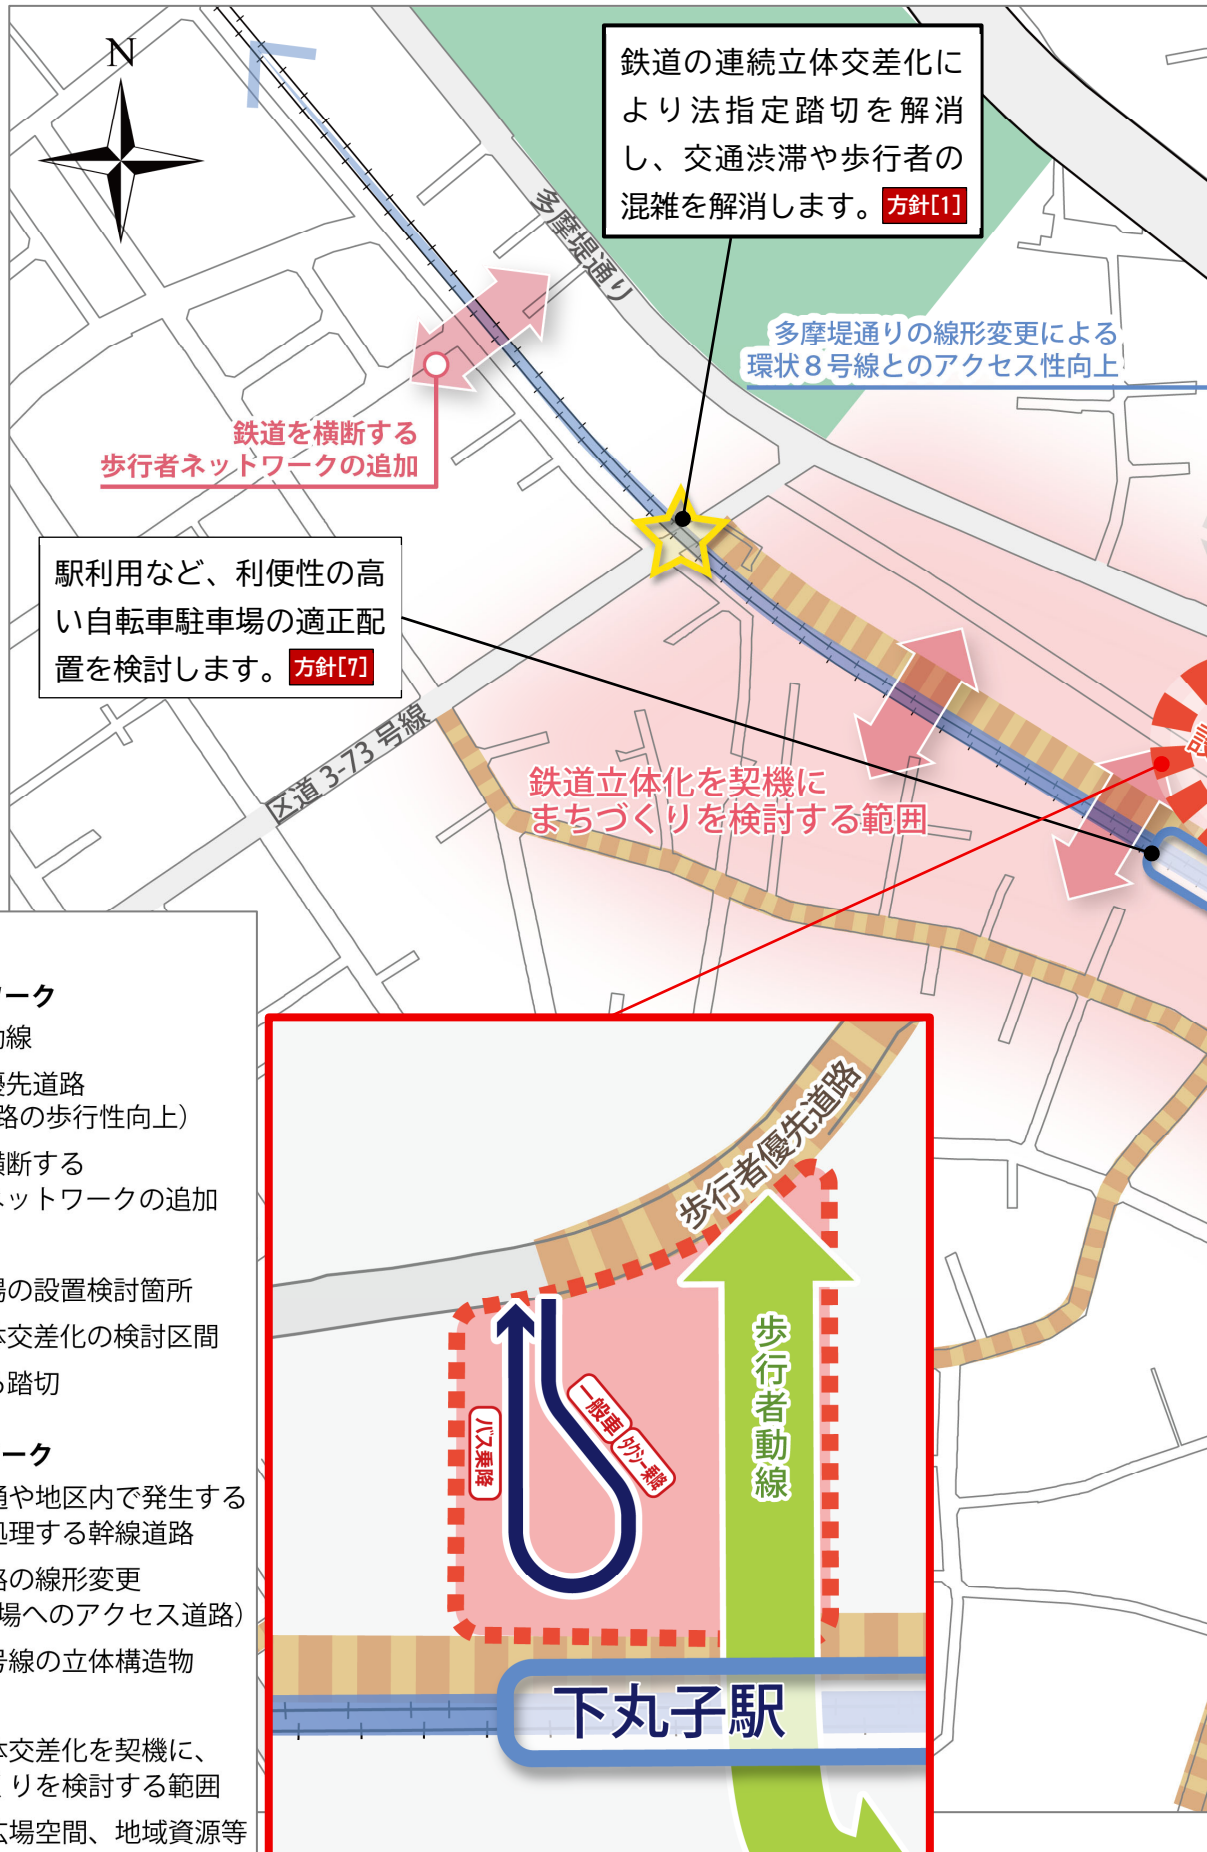 N
鉄道の連続立体交差化に
より法指定踏切を解消
し、交通渋滞や歩行者の
混雑を解消します。方針[1]
多摩堤通り
多摩堤通りの線形変更による
環状8号線とのアクセス性向上
鉄道を横断する
歩行者ネットワークの追加
駅利用など、利便性の高
い自転車駐車場の適正配
置を検討します。方針[7]
区道 3-73 号線
鉄道立体化を契機に
まちづくりを検討する範囲
設
ワーク
動線
優先道路
路の歩行性向上）
横断する
ネットワークの追加
場の設置検討箇所
体交差化の検討区間
る踏切
ーク
通や地区内で発生する
処理する幹線道路
路の線形変更
場へのアクセス道路）
号線の立体構造物
体交差化を契機に、
くりを検討する範囲
広場空間、地域資源等
歩行者優先道路
歩行者動線
一般車
タクシー乗降
バス乗降
下丸子駅